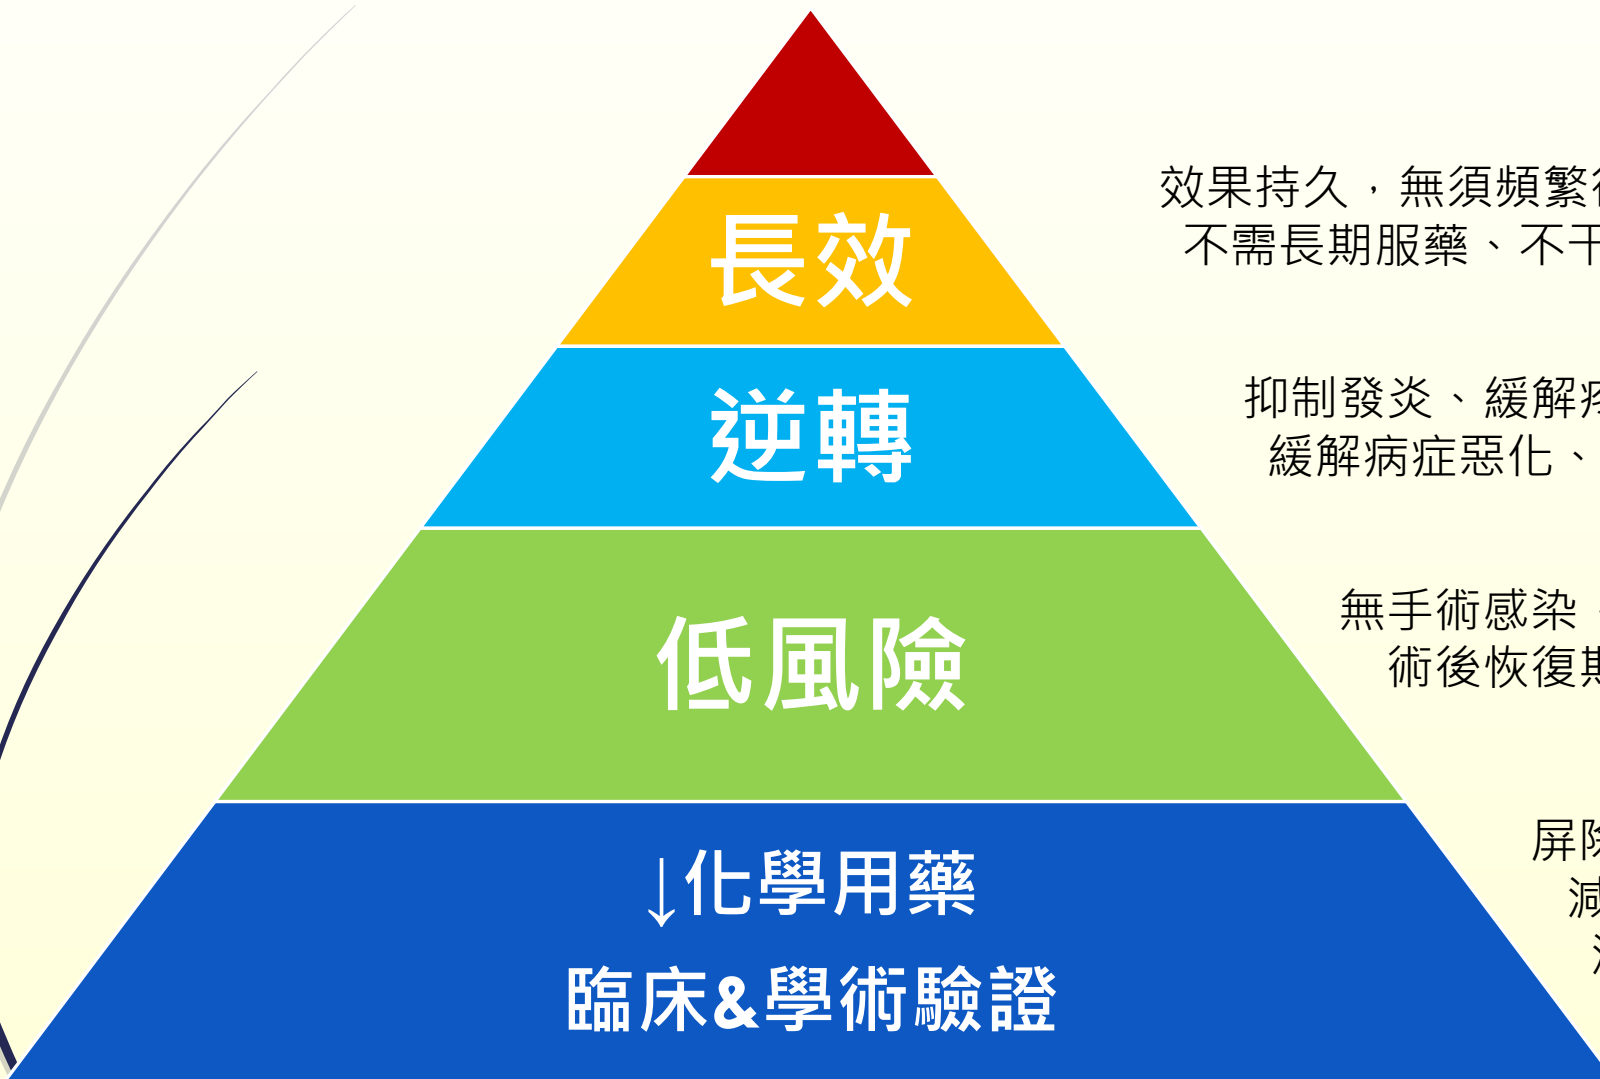 效果持久，無須頻繁
不需長期服藥、不干
長效
抑制發炎、緩解
緩解病症惡化、
逆轉
無手術感染
術後恢復
低風險
屏
↓化學用藥
臨床&學術驗證